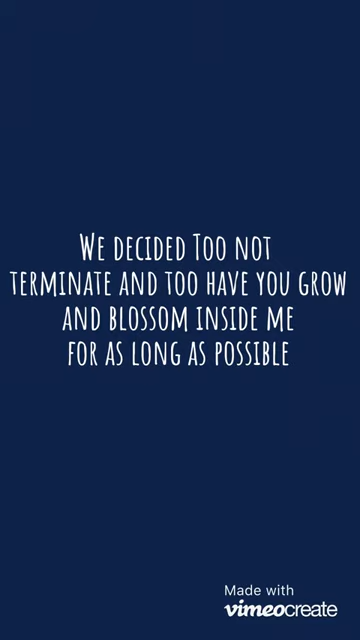 We decided Too not
terminate and too have you grow
and blossom inside me
for as long as possible
Made with
vimeocreate